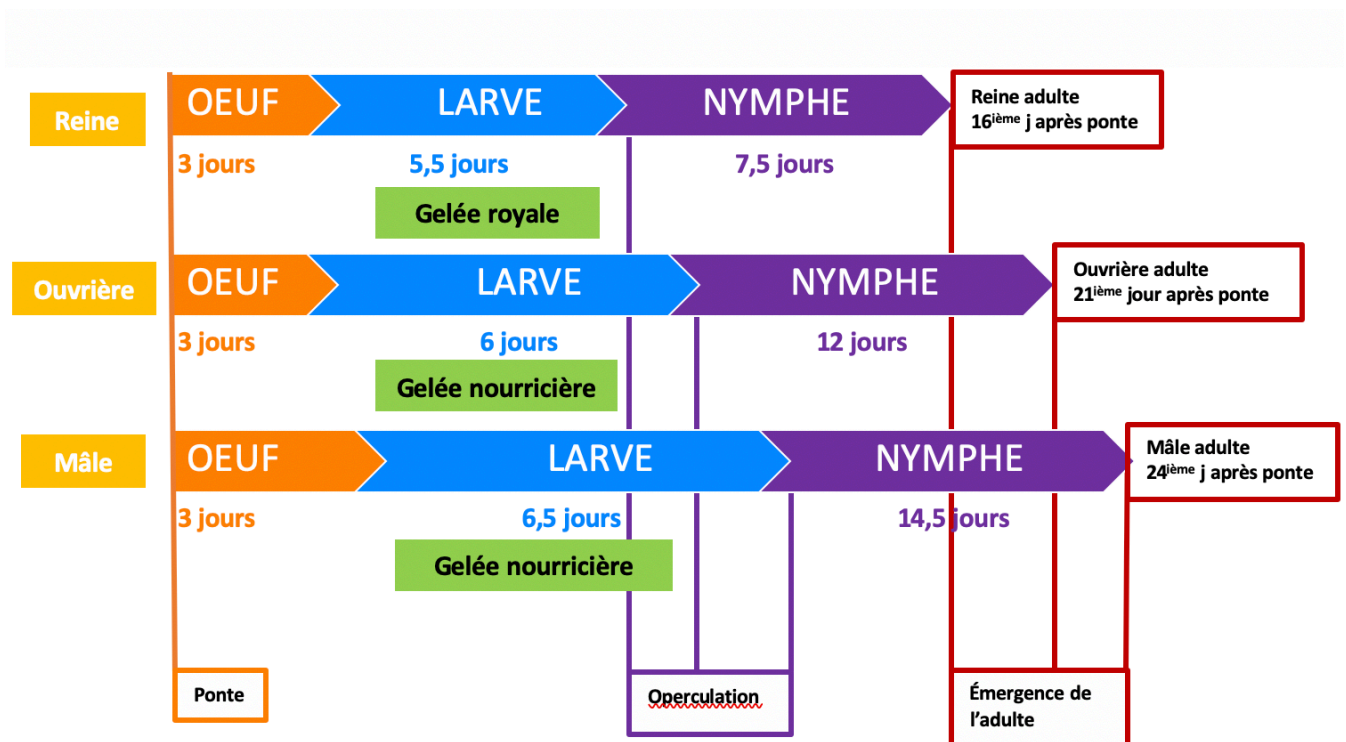 Reine
OEUF
LARVE
NYMPHE
Reine adulte
16ième j après ponte
3 jours
5,5 jours
7,5 jours
Gelée royale
Ouvrière
OEUF
LARVE
NYMPHE
Ouvrière adulte
21ième jour après ponte
3 jours
6 jours
12 jours
Gelée nourricière
Mâle
OEUF
LARVE
NYMPHE
Mâle adulte
24ième j après ponte
3 jours
6,5 jours
14,5 jours
Gelée nourricière
Ponte
Operculation
Émergence de
l’adulte